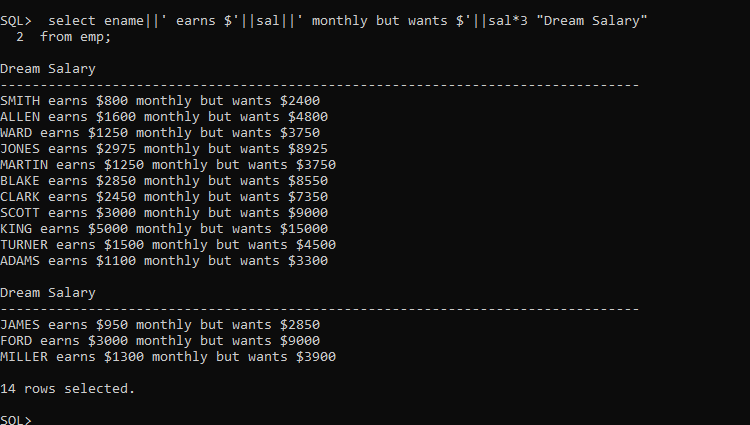 SQL>  select ename||' earns $'||sal||' monthly but wants $'||sal*3 "Dream Salary"
  2  from emp;
Dream Salary
--------------------------------------------------------------------------------
SMITH earns $800 monthly but wants $2400
ALLEN earns $1600 monthly but wants $4800
WARD earns $1250 monthly but wants $3750
JONES earns $2975 monthly but wants $8925
MARTIN earns $1250 monthly but wants $3750
BLAKE earns $2850 monthly but wants $8550
CLARK earns $2450 monthly but wants $7350
SCOTT earns $3000 monthly but wants $9000
KING earns $5000 monthly but wants $15000
TURNER earns $1500 monthly but wants $4500
ADAMS earns $1100 monthly but wants $3300
Dream Salary
--------------------------------------------------------------------------------
JAMES earns $950 monthly but wants $2850
FORD earns $3000 monthly but wants $9000
MILLER earns $1300 monthly but wants $3900
14 rows selected.
SQL>